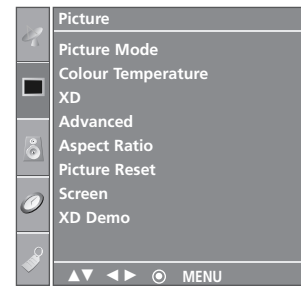 Picture
Picture Mode
Colour Temperature
XD
Advanced
Aspect Ratio
Picture Reset
Screen
XD Demo
▲▼ ◄► ◉ MENU